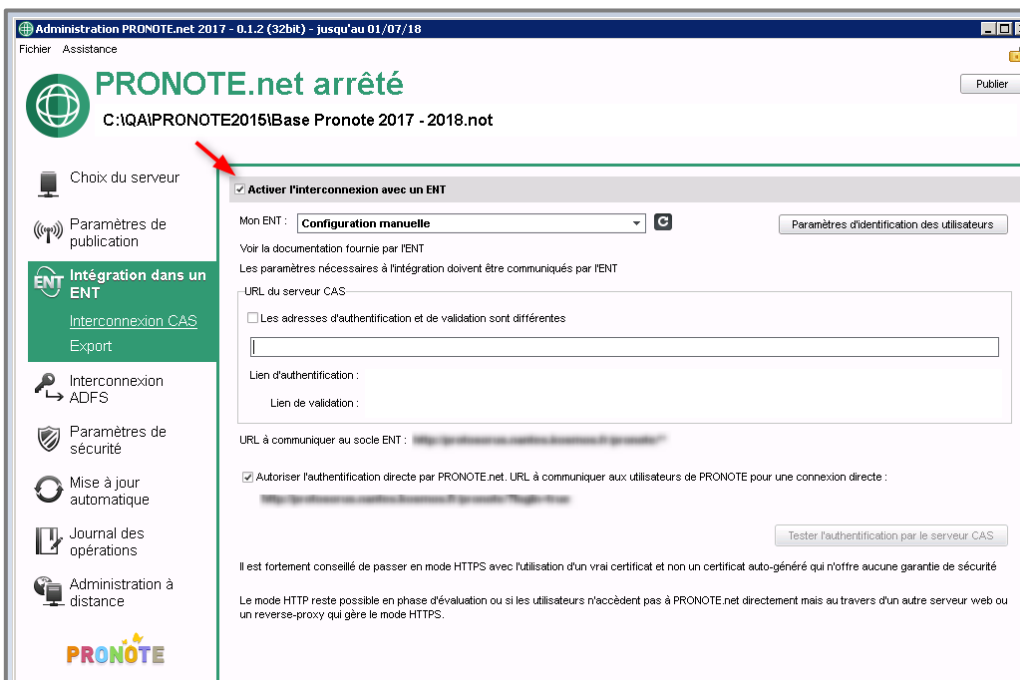 Administration PRONOTE.net 2017 - 0.1.2 (32bit) - jusqu'au 01/07/18
Fichier Assistance
PRONOTE.net arrêté
Publier
C:\QA\PRONOTE2015\Base Pronote 2017 - 2018.not
Choix du serveur
Paramètres de
publication
ENT
Intégration dans un
ENT
Interconnexion CAS
Export
Interconnexion
ADFS
Paramètres de
sécurité
Mise à jour
automatique
Journal des
opérations
Administration à
distance
PRONOTE
Activer l'interconnexion avec un ENT
Mon ENT : Configuration manuelle
Paramètres d'identification des utilisateurs
Voir la documentation fournie par l'ENT
Les paramètres nécessaires à l'intégration doivent être communiqués par l'ENT
URL du serveur CAS
Les adresses d'authentification et de validation sont différentes
Lien d'authentification :
Lien de validation :
URL à communiquer au socle ENT :
Autoriser l'authentification directe par PRONOTE.net. URL à communiquer aux utilisateurs de PRONOTE pour une connexion directe :
Tester l'authentification par le serveur CAS
Il est fortement conseillé de passer en mode HTTPS avec l'utilisation d'un vrai certificat et non un certificat auto-généré qui n'offre aucune garantie de sécurité
Le mode HTTP reste possible en phase d'évaluation ou si les utilisateurs n'accèdent pas à PRONOTE.net directement mais au travers d'un autre serveur web ou
un reverse-proxy qui gère le mode HTTPS.